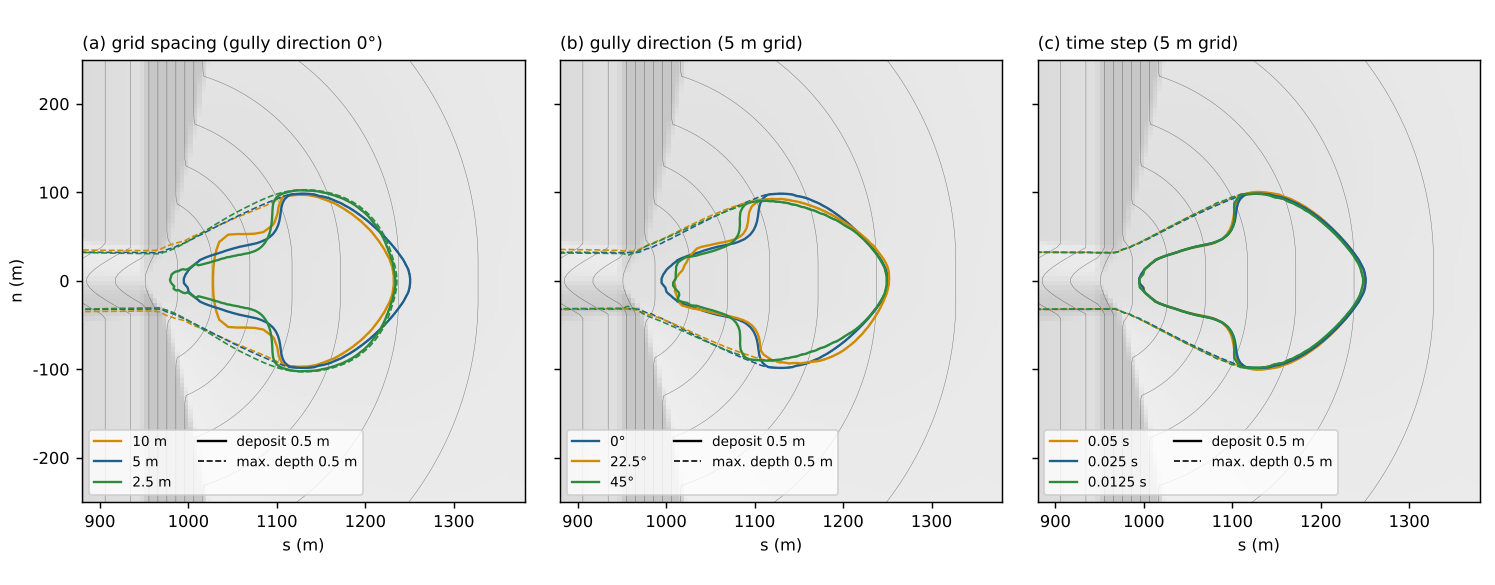 (a) grid spacing (gully direction 0°)
n (m)
200
100
0
-100
-200
10 m
5 m
2.5 m
deposit 0.5 m
max. depth 0.5 m
900 1000 1100 1200 1300
s (m)
(b) gully direction (5 m grid)
0°
22.5°
45°
deposit 0.5 m
max. depth 0.5 m
900 1000 1100 1200 1300
s (m)
(c) time step (5 m grid)
0.05 s
0.025 s
0.0125 s
deposit 0.5 m
max. depth 0.5 m
900 1000 1100 1200 1300
s (m)